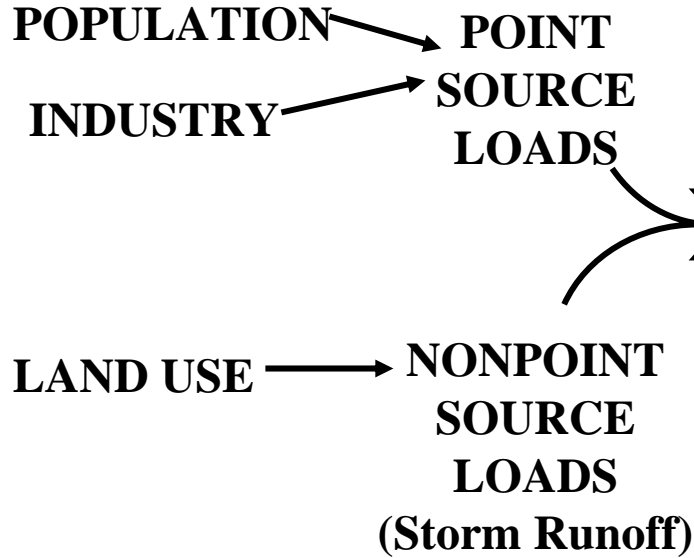 POPULATION
INDUSTRY
POINT
SOURCE
LOADS
LAND USE
NONPOINT
SOURCE
LOADS
(Storm Runoff)